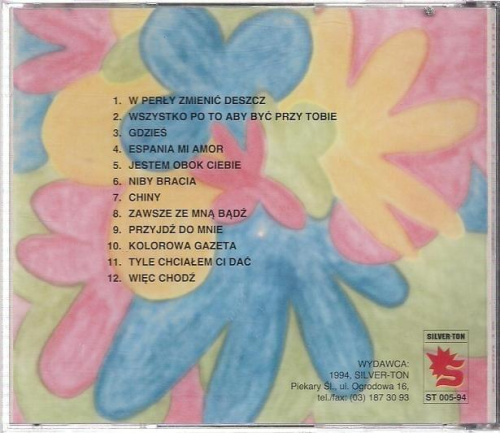 1. W PERŁY ZMIENIĆ DESZCZ
2. WSZYSTKO PO TO ABY BYĆ PRZY TOBIE
3. GDZIEŚ
4. ESPANIA MI AMOR
5. JESTEM OBOK CIEBIE
6. NIBY BRACIA
7. CHINY
8. ZAWSZE ZE MNĄ BĄDŹ
9. PRZYJDŹ DO MNIE
10. KOLOROWA GAZETA
11. TYLE CHCIAŁEM CI DAĆ
12. WIĘC CHODŹ
WYDAWCA:
1994, SILVER-TON
Piekary Śl., ul. Ogrodowa 16,
tel./fax: (03) 187 30 93
SILVER-TON
S
ST 005-94